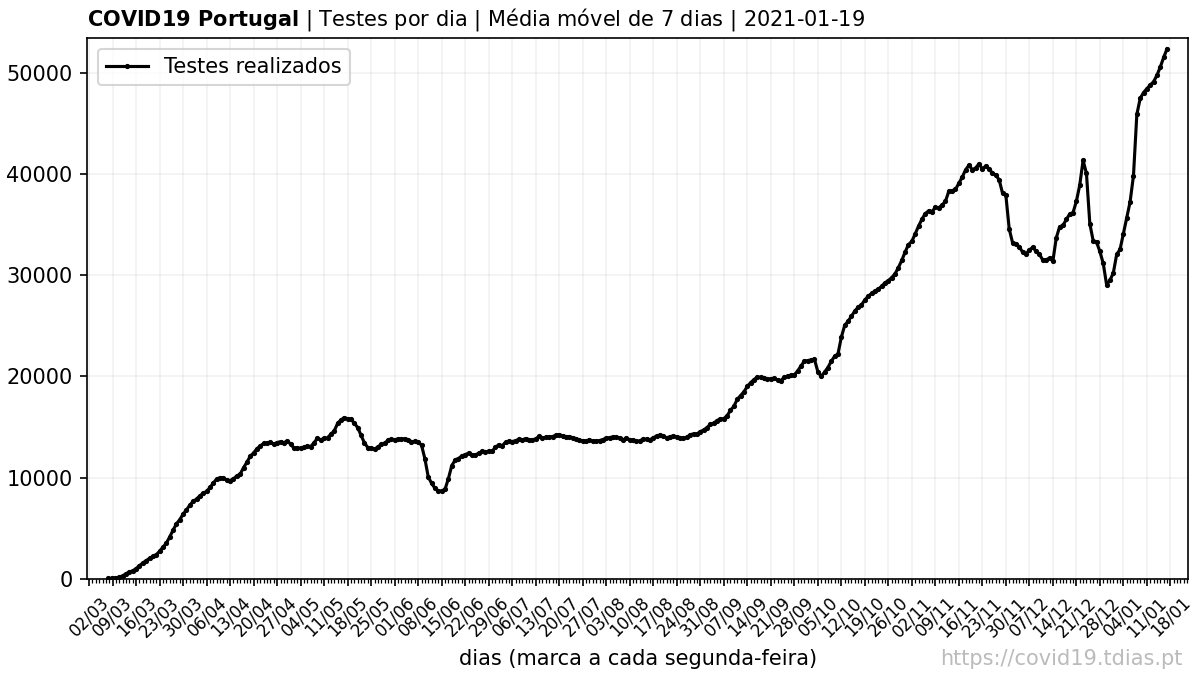 COVID19 Portugal | Testes por dia | Média móvel de 7 dias | 2021-01-19
Testes realizados
50000
40000
30000
20000
10000
0
02/03 09/03 16/03 23/03 30/03 06/04 13/04 20/04 27/04 04/05 11/05 18/05 25/05 01/06 08/06 15/06 22/06 29/06 06/07 13/07 20/07 27/07 03/08 10/08 17/08 24/08 31/08 07/09 14/09 21/09 28/09 05/10 12/10 19/10 26/10 02/11 09/11 16/11 23/11 30/11 07/12 14/12 21/12 28/12 04/01 11/01 18/01
dias (marca a cada segunda-feira)
https://covid19.tdias.pt